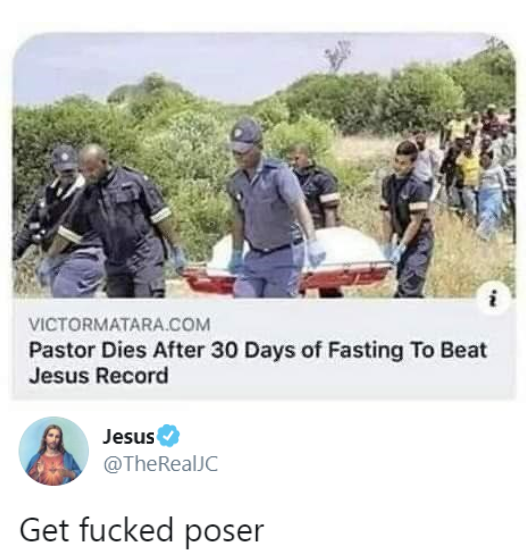 VICTORMATARA.COM
Pastor Dies After 30 Days of Fasting To Beat
Jesus Record
Jesus
@TheRealJC
Get fucked poser